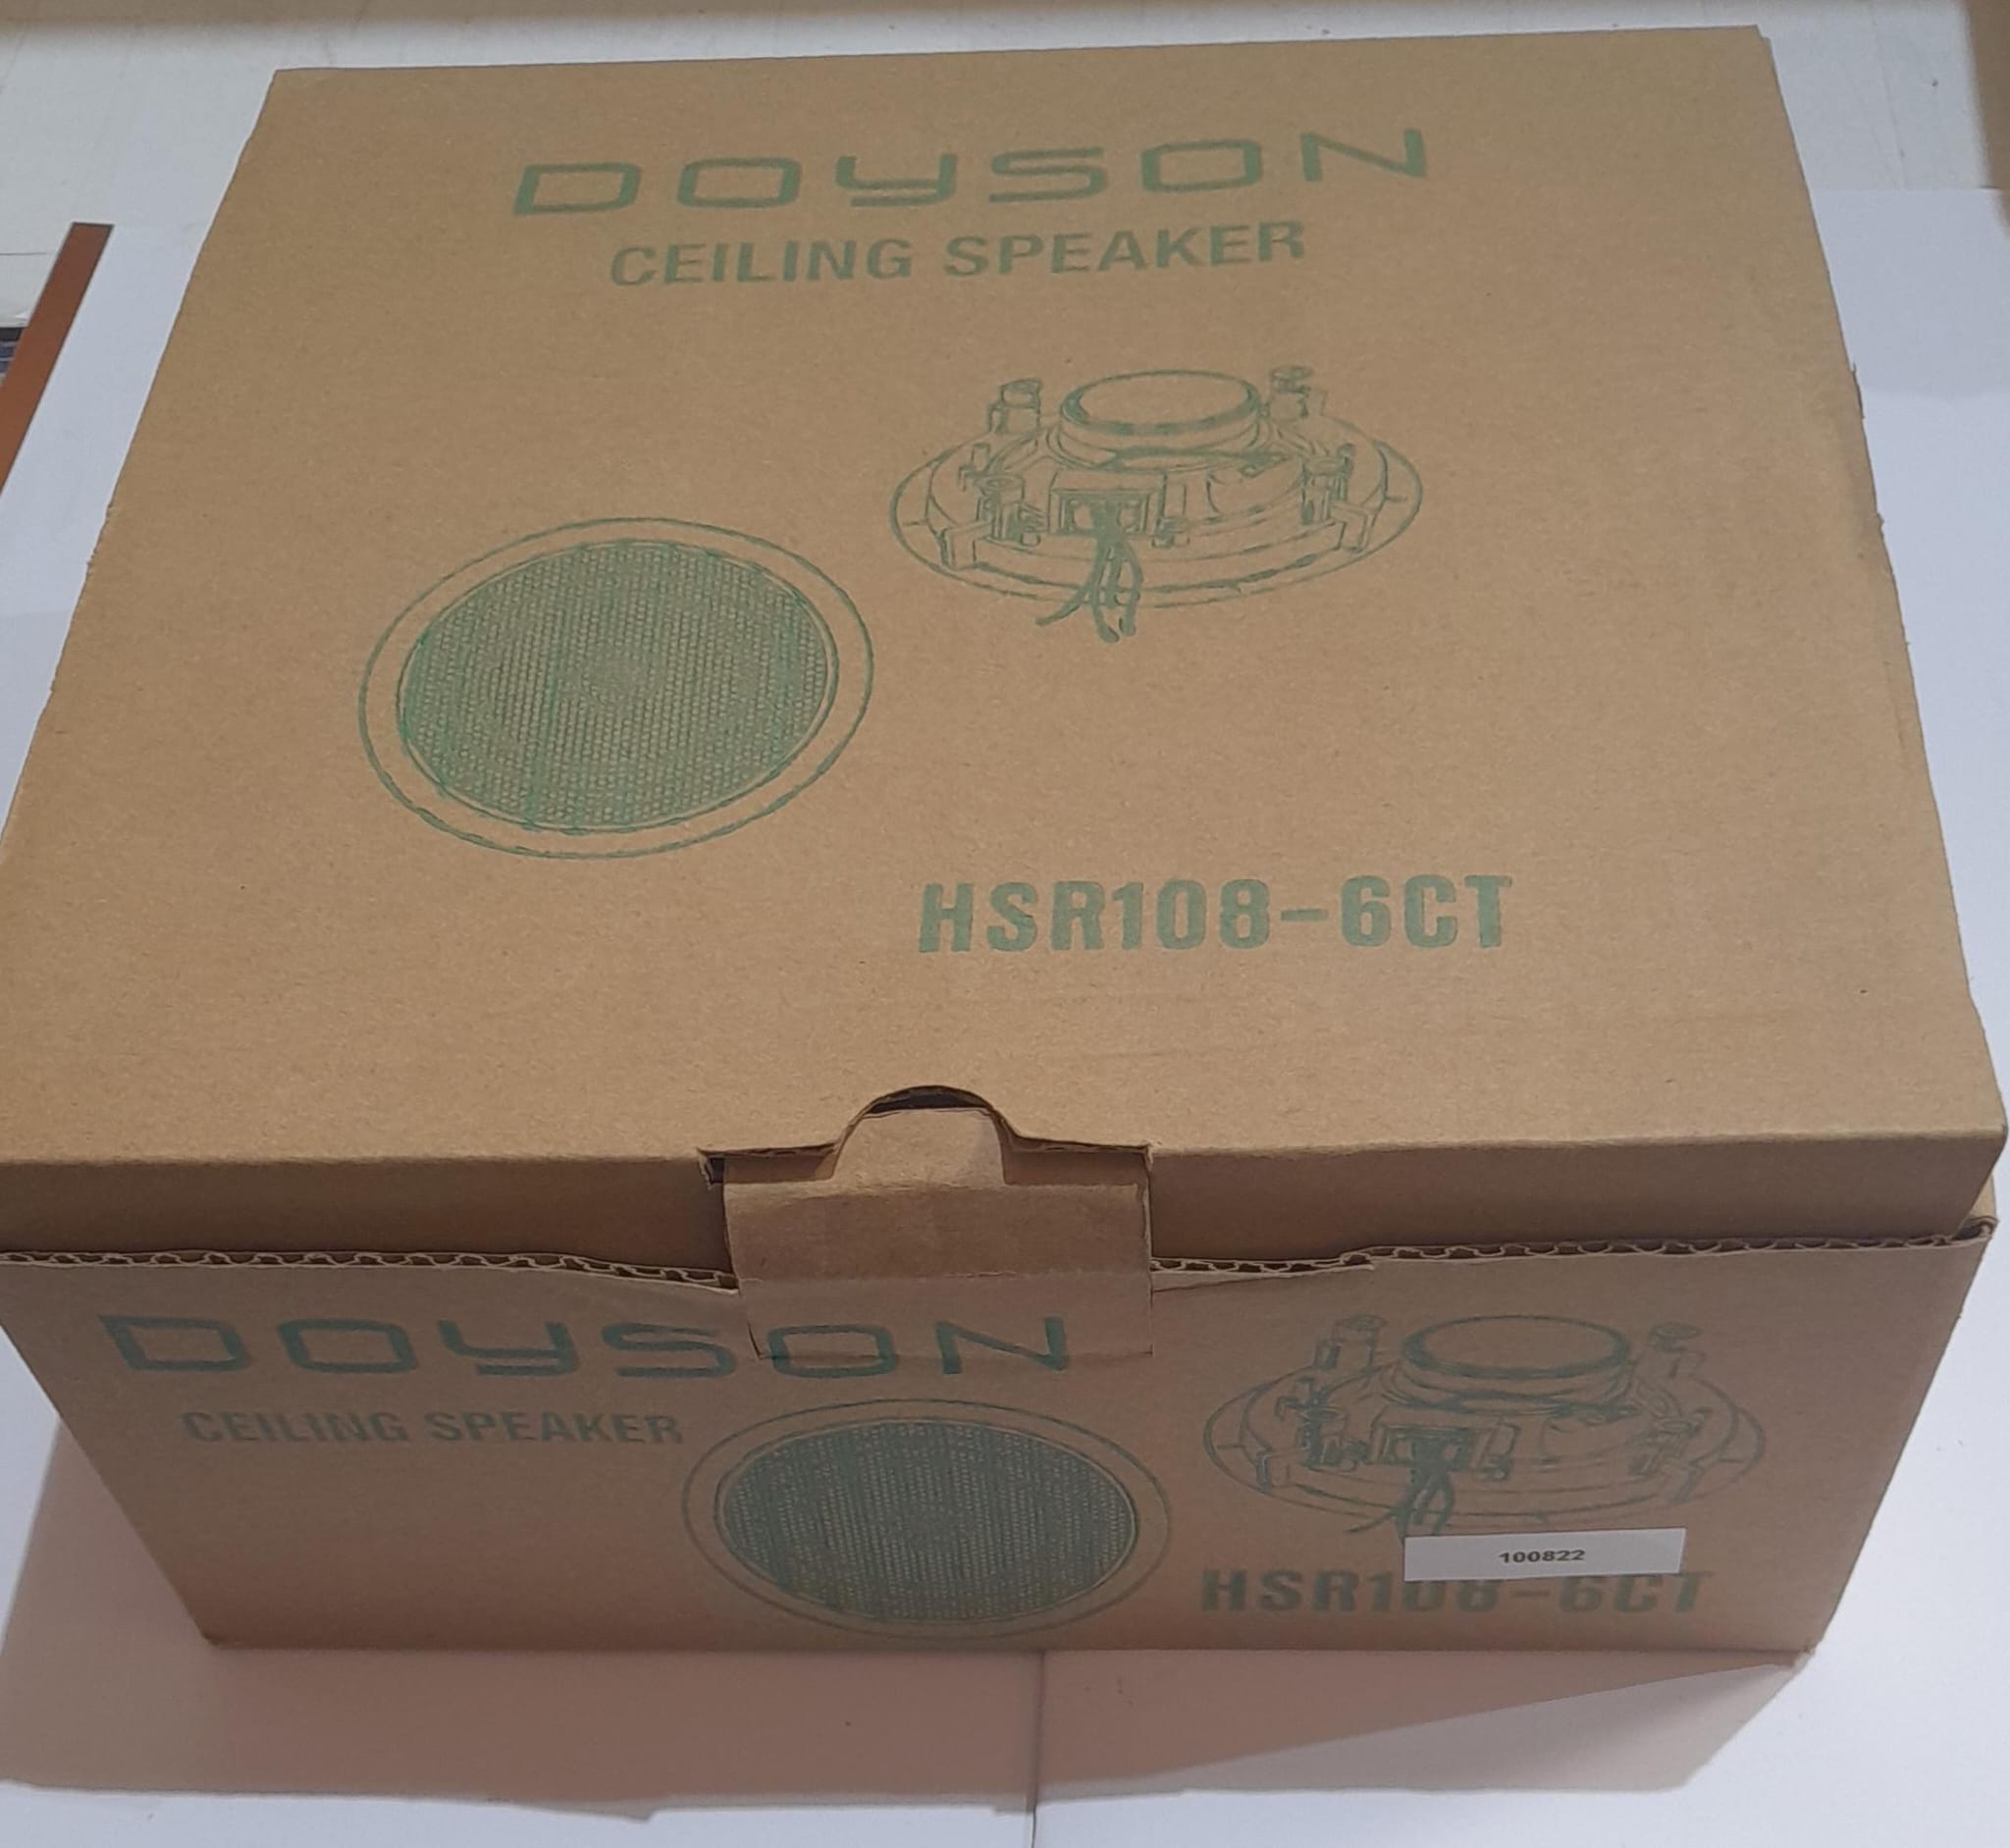 DOYSON
CEILING SPEAKER
HSR108-6CT
DOYSON
CEILING SPEAKER
100822
HSR108-6CT